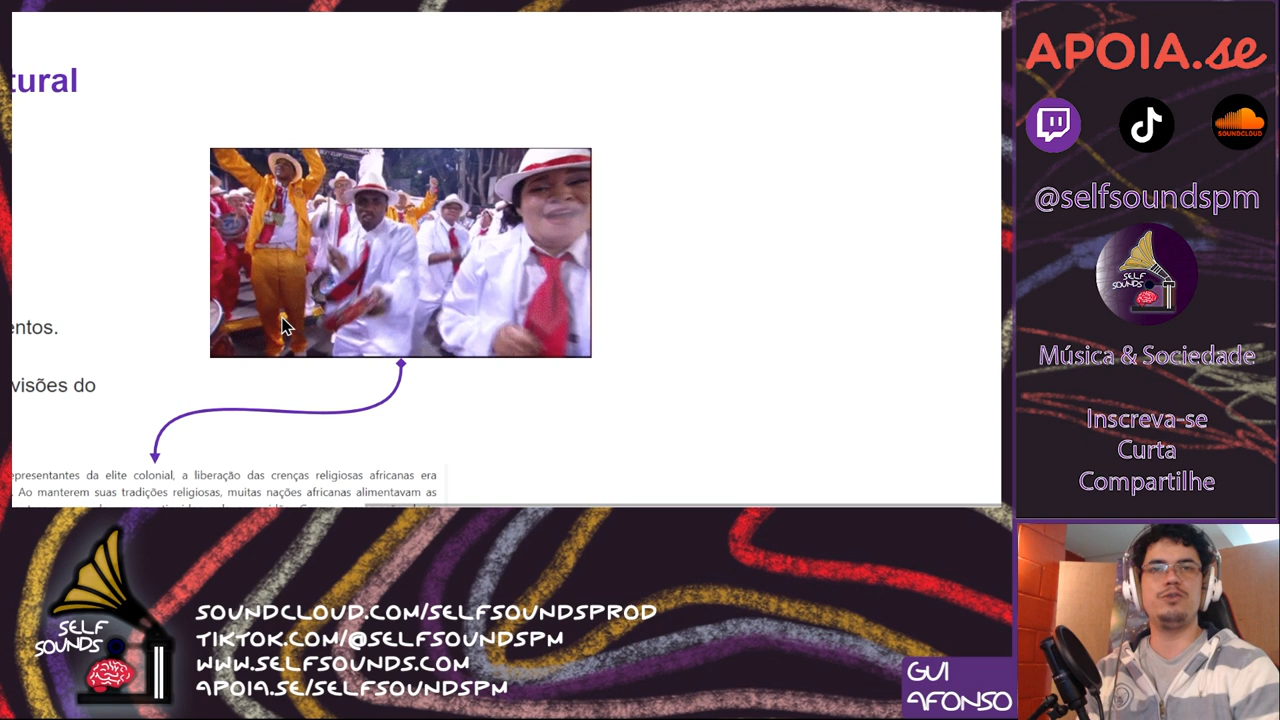 tural
entos.
visões do
epresentantes da elite colonial, a liberação das crenças religiosas africanas era
. Ao manterem suas tradições religiosas, muitas nações africanas alimentavam as
APOIA.se
SOUNDCLOUD
@selfsoundspm
SELF
SOUNDS
Música & Sociedade
Inscreva-se
Curta
Compartilhe
SELF
SOUNDS
SOUNDCLOUD.COM/SELFSOUNDSPROD
TIKTOK.COM/@SELFSOUNDSPM
WWW.SELFSOUNDS.COM
APOIA.SE/SELFSOUNDSPM
GUI
AFONSO